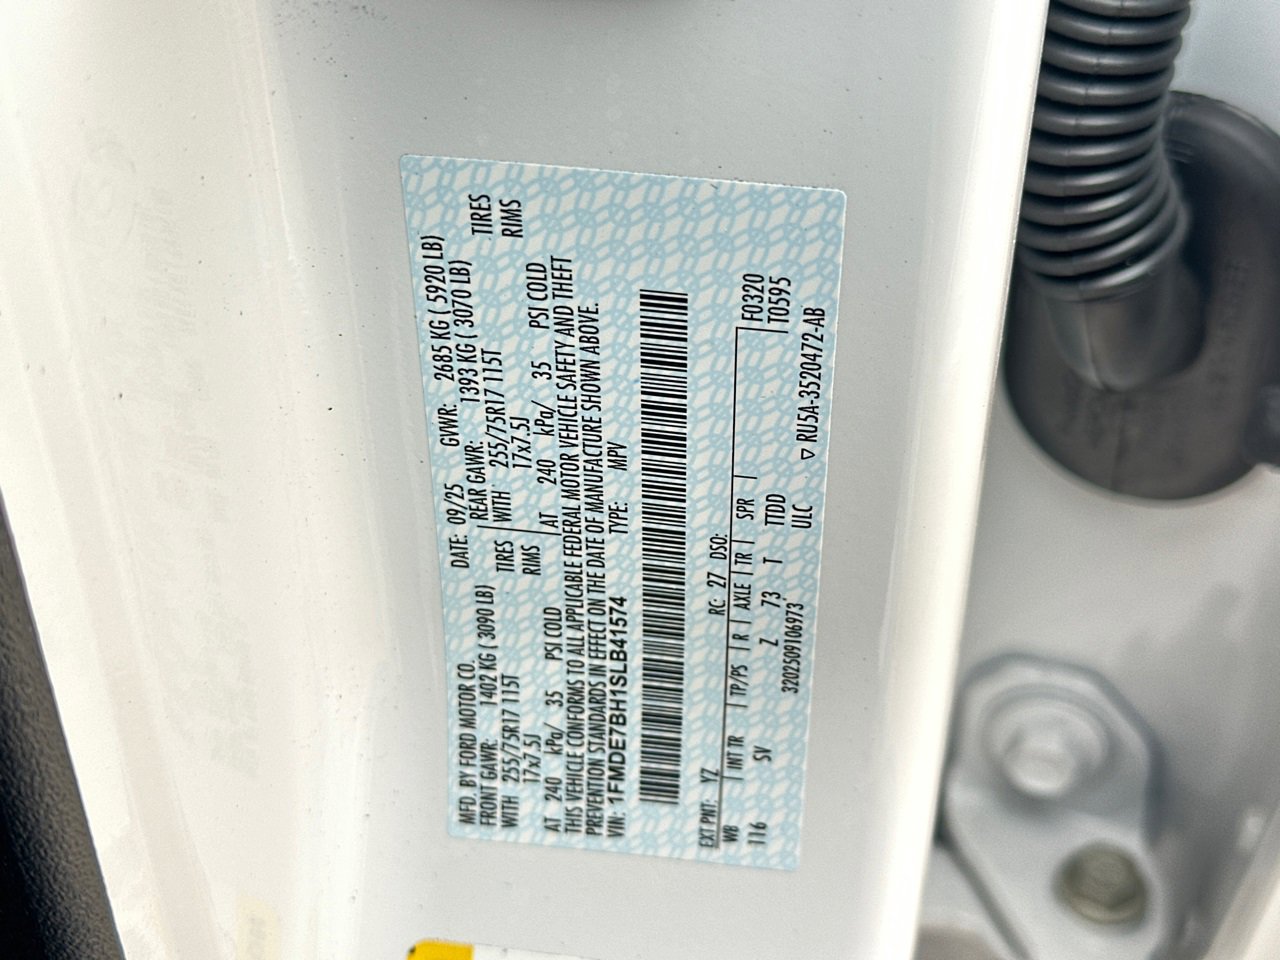 MFD. BY FORD MOTOR CO. DATE: 09/25 GVWR: 2685 KG ( 5920 LB)
FRONT GAWR: 1402 KG ( 3090 LB) REAR GAWR: 1393 KG ( 3070 LB)
WITH 255/75R17 115T TIRES WITH 255/75R17 115T TIRES
17x7.5J RIMS 17x7.5J RIMS
AT 240 kPa/ 35 PSI COLD AT 240 kPa/ 35 PSI COLD
THIS VEHICLE CONFORMS TO ALL APPLICABLE FEDERAL MOTOR VEHICLE SAFETY AND THEFT
PREVENTION STANDARDS IN EFFECT ON THE DATE OF MANUFACTURE SHOWN ABOVE.
VIN: 1FMDE7BH1SLB41574 TYPE: MPV
EXT PNT: YZ RC: 27 DSO: F0320
WB INT TR TP/PS R AXLE TR SPR T0595
116 SV Z 73 T TTDD
3202509106973 ULC ▽ RU5A-3520472-AB